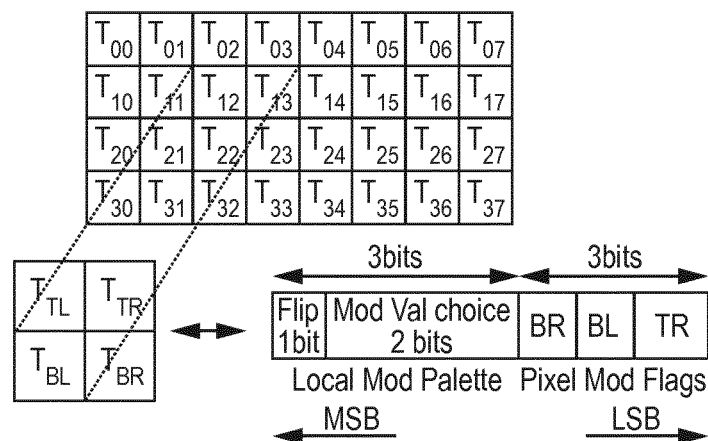 T00 T01 T02 T03 T04 T05 T06 T07
T10 T11 T12 T13 T14 T15 T16 T17
T20 T21 T22 T23 T24 T25 T26 T27
T30 T31 T32 T33 T34 T35 T36 T37
TTL TTR
TBL TBR
3bits 3bits
Flip Mod Val choice BR BL TR
1bit 2 bits
Local Mod Palette Pixel Mod Flags
MSB LSB